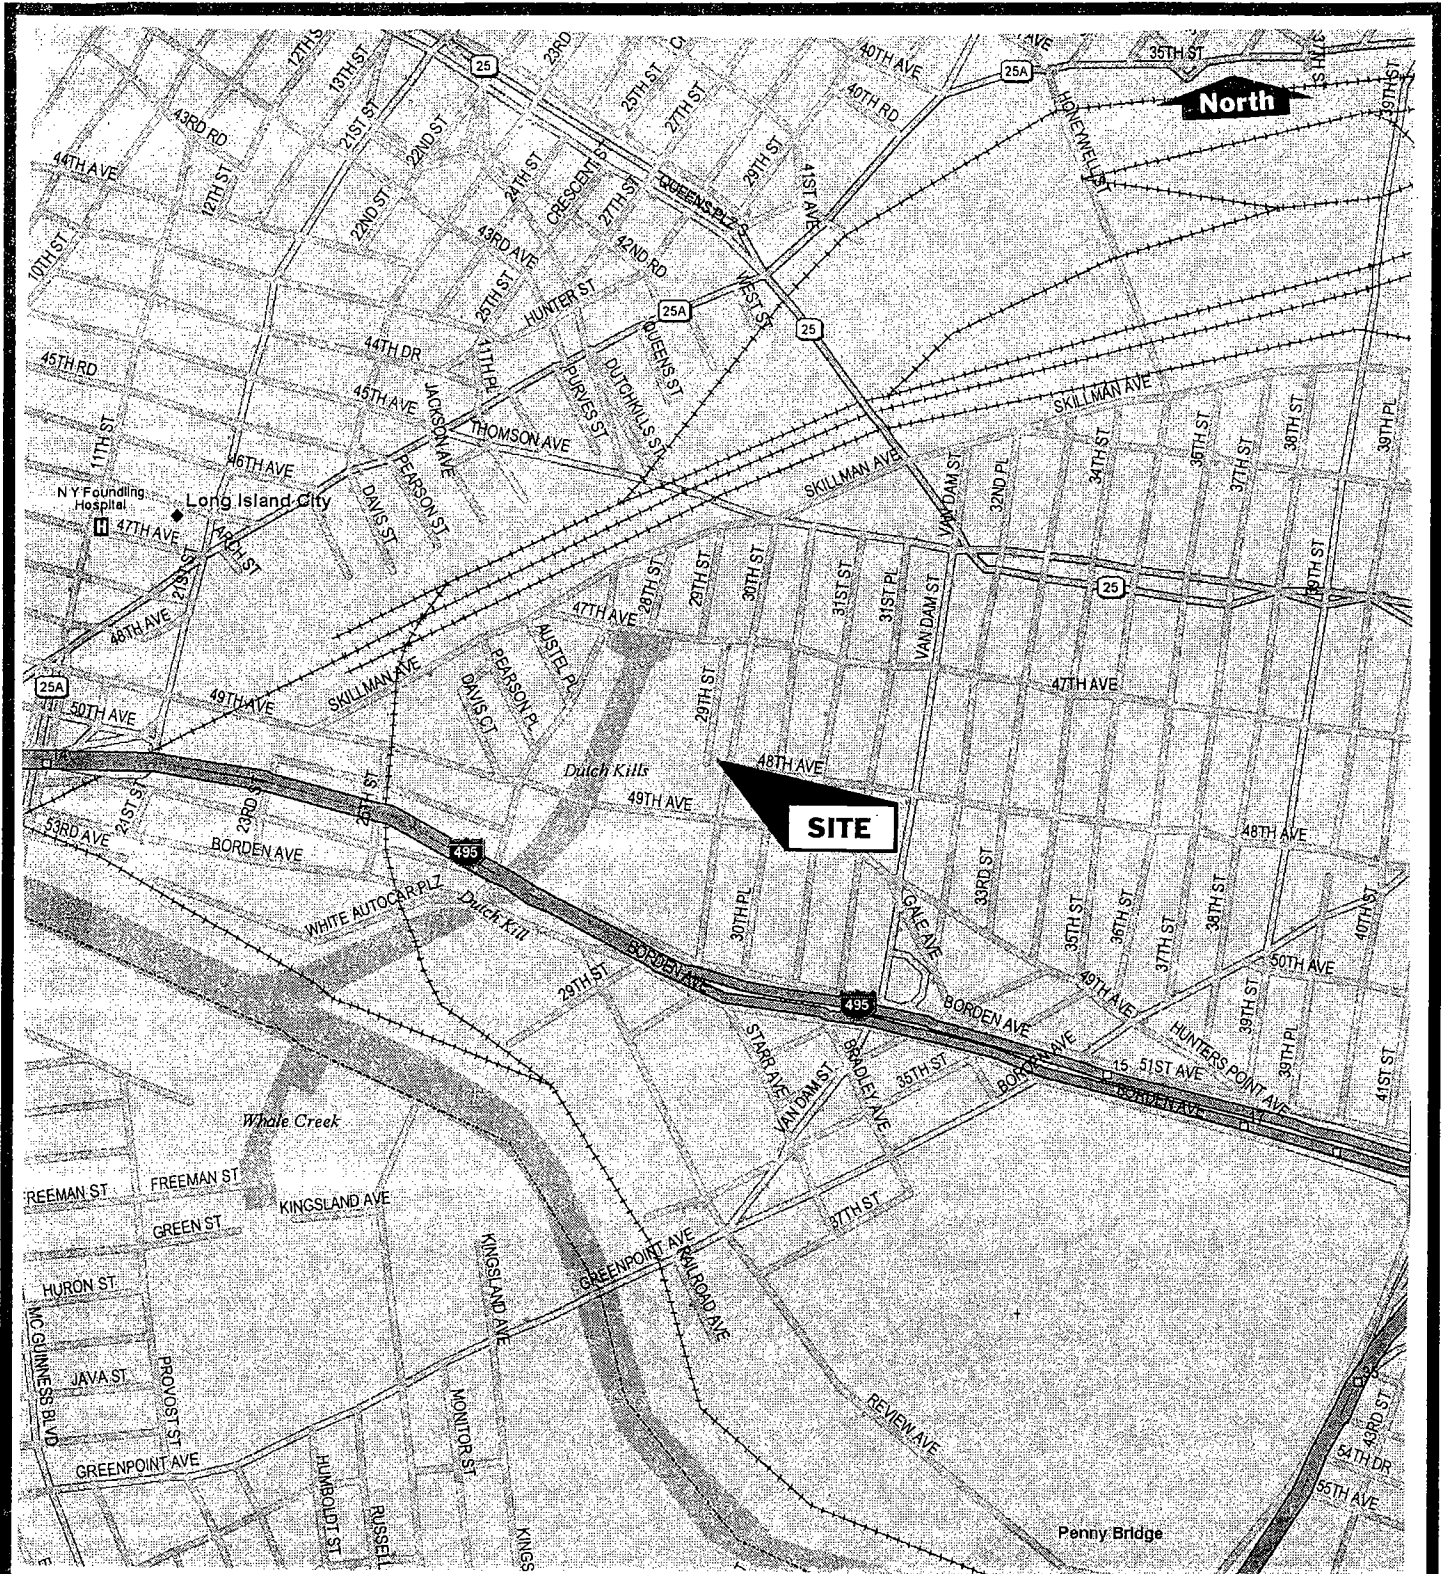 12TH S
13TH ST
25
23RD
25TH ST
27TH ST
40TH AVE
40TH RD
25A
AVE
35TH ST
37TH ST
39TH ST
North
43RD RD
44TH AVE
12TH ST
21ST ST
22ND ST
22ND ST
24TH ST
CRESCENT ST
27TH ST
QUEENS PLZ S
29TH ST
41ST AVE
HONEYWELL
10TH ST
43RD AVE
42ND RD
25TH ST
HUNTER ST
25A
WEST ST
25
QUEENS ST
45TH RD
44TH DR
45TH AVE
11TH PL
JACKSON AVE
PURVES ST
DUTCHKILLS ST
THOMSON AVE
SKILLMAN AVE
11TH ST
46TH AVE
PEARSON ST
DAVIS ST
SKILLMAN AVE
VAN DAM ST
32ND PL
34TH ST
36TH ST
37TH ST
38TH ST
39TH PL
N Y Foundling
Hospital
H
Long Island City
47TH AVE
ARCH ST
21ST ST
48TH AVE
28TH ST
29TH ST
30TH ST
31ST ST
31ST PL
VAN DAM ST
25
39TH ST
47TH AVE
AUSTEL PL
PEARSON PL
DAVIS CT
SKILLMAN AVE
49TH AVE
25A
50TH AVE
29TH ST
47TH AVE
14
Dutch Kills
48TH AVE
49TH AVE
SITE
48TH AVE
21ST ST
23RD S
25TH ST
53RD AVE
BORDEN AVE
495
WHITE AUTOCAR PLZ
Dutch Kill
30TH PL
GALE AVE
33RD ST
35TH ST
36TH ST
37TH ST
38TH ST
40TH ST
50TH AVE
29TH ST
BORDEN AVE
495
BORDEN AVE
49TH AVE
39TH ST
39TH PL
HUNTERS POINT AVE
STARR AVE
VAN DAM ST
BRADLEY AVE
35TH ST
BORDEN AVE
15
51ST AVE
BORDEN AVE
17
41ST ST
Whale Creek
REEMAN ST
FREEMAN ST
KINGSLAND AVE
GREEN ST
37TH ST
GREENPOINT AVE
RAILROAD AVE
KINGSLAND AVE
HURON ST
MC GUINNESS BLVD
JAVA ST
PROVOST ST
MONITOR ST
REVIEW AVE
35
43RD ST
54TH DR
55TH AVE
GREENPOINT AVE
HUMBOLDT ST
RUSSELL
KINGS
Penny Bridge